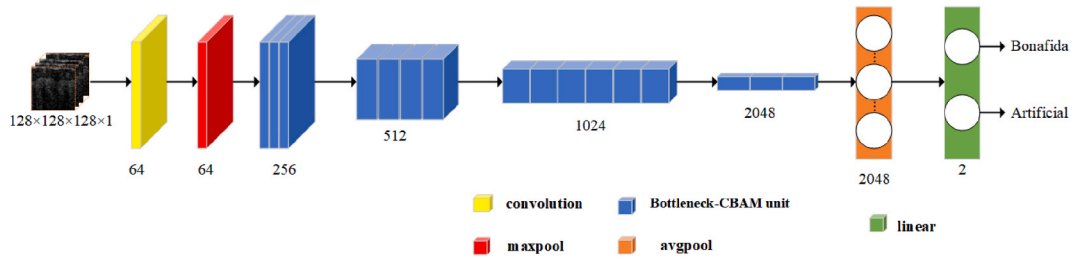 Bonafida
Artificial
128×128×128×1
64
64
256
512
1024
2048
2048
2
convolution
Bottleneck-CBAM unit
linear
maxpool
avgpool